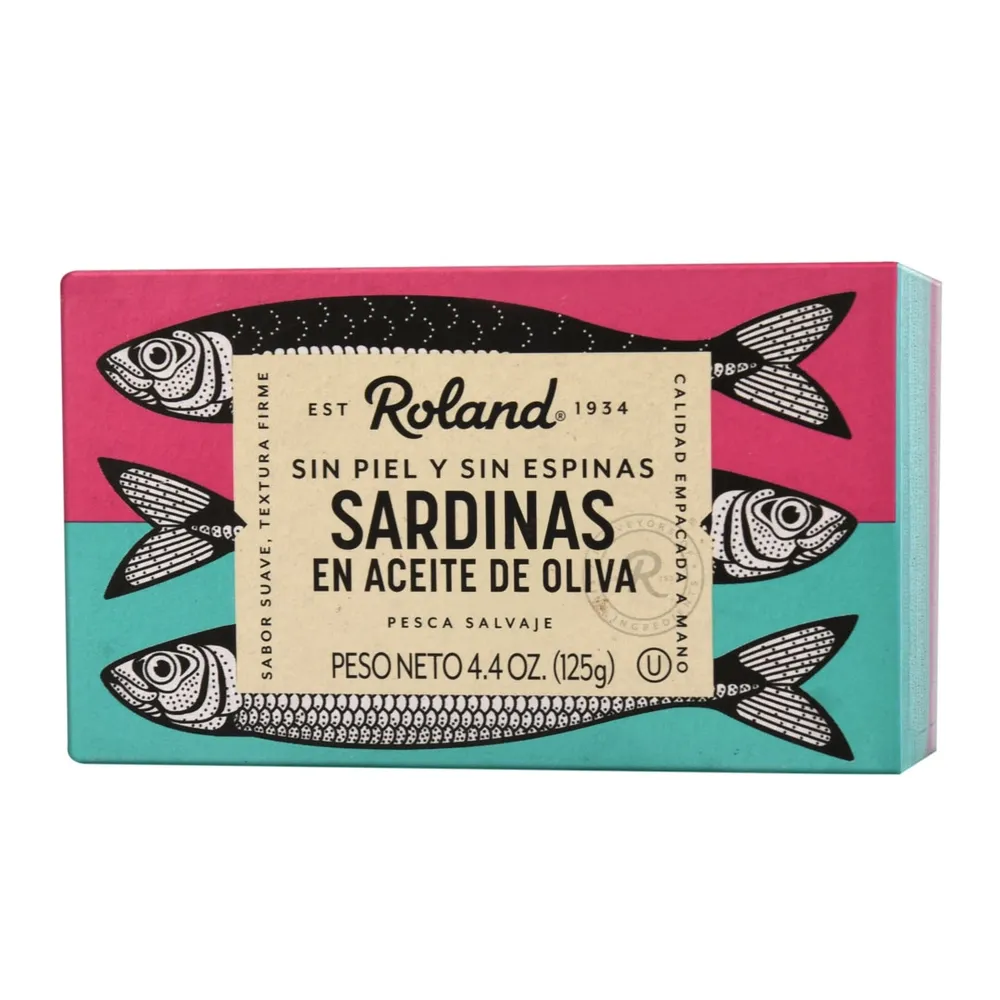 EST Roland® 1934
SIN PIEL Y SIN ESPINAS
SARDINAS
EN ACEITE DE OLIVA
PESCA SALVAJE
PESO NETO 4.4 OZ. (125g) U
SABOR SUAVE, TEXTURA FIRME
CALIDAD EMPACADA A MANO
R